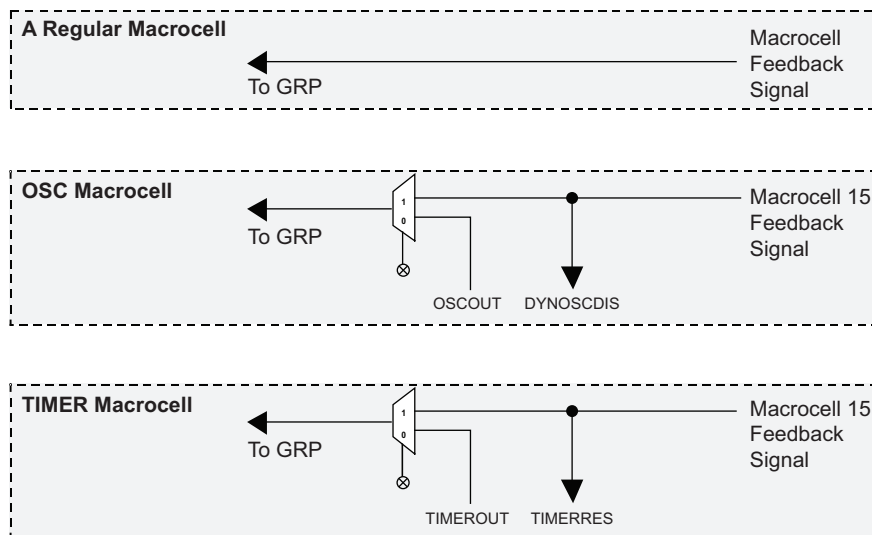 A Regular Macrocell
Macrocell
Feedback
Signal
To GRP
OSC Macrocell
1
0
Macrocell 15
Feedback
Signal
To GRP
OSCOUT DYNOSCDIS
TIMER Macrocell
1
0
Macrocell 15
Feedback
Signal
To GRP
TIMEROUT TIMERRES